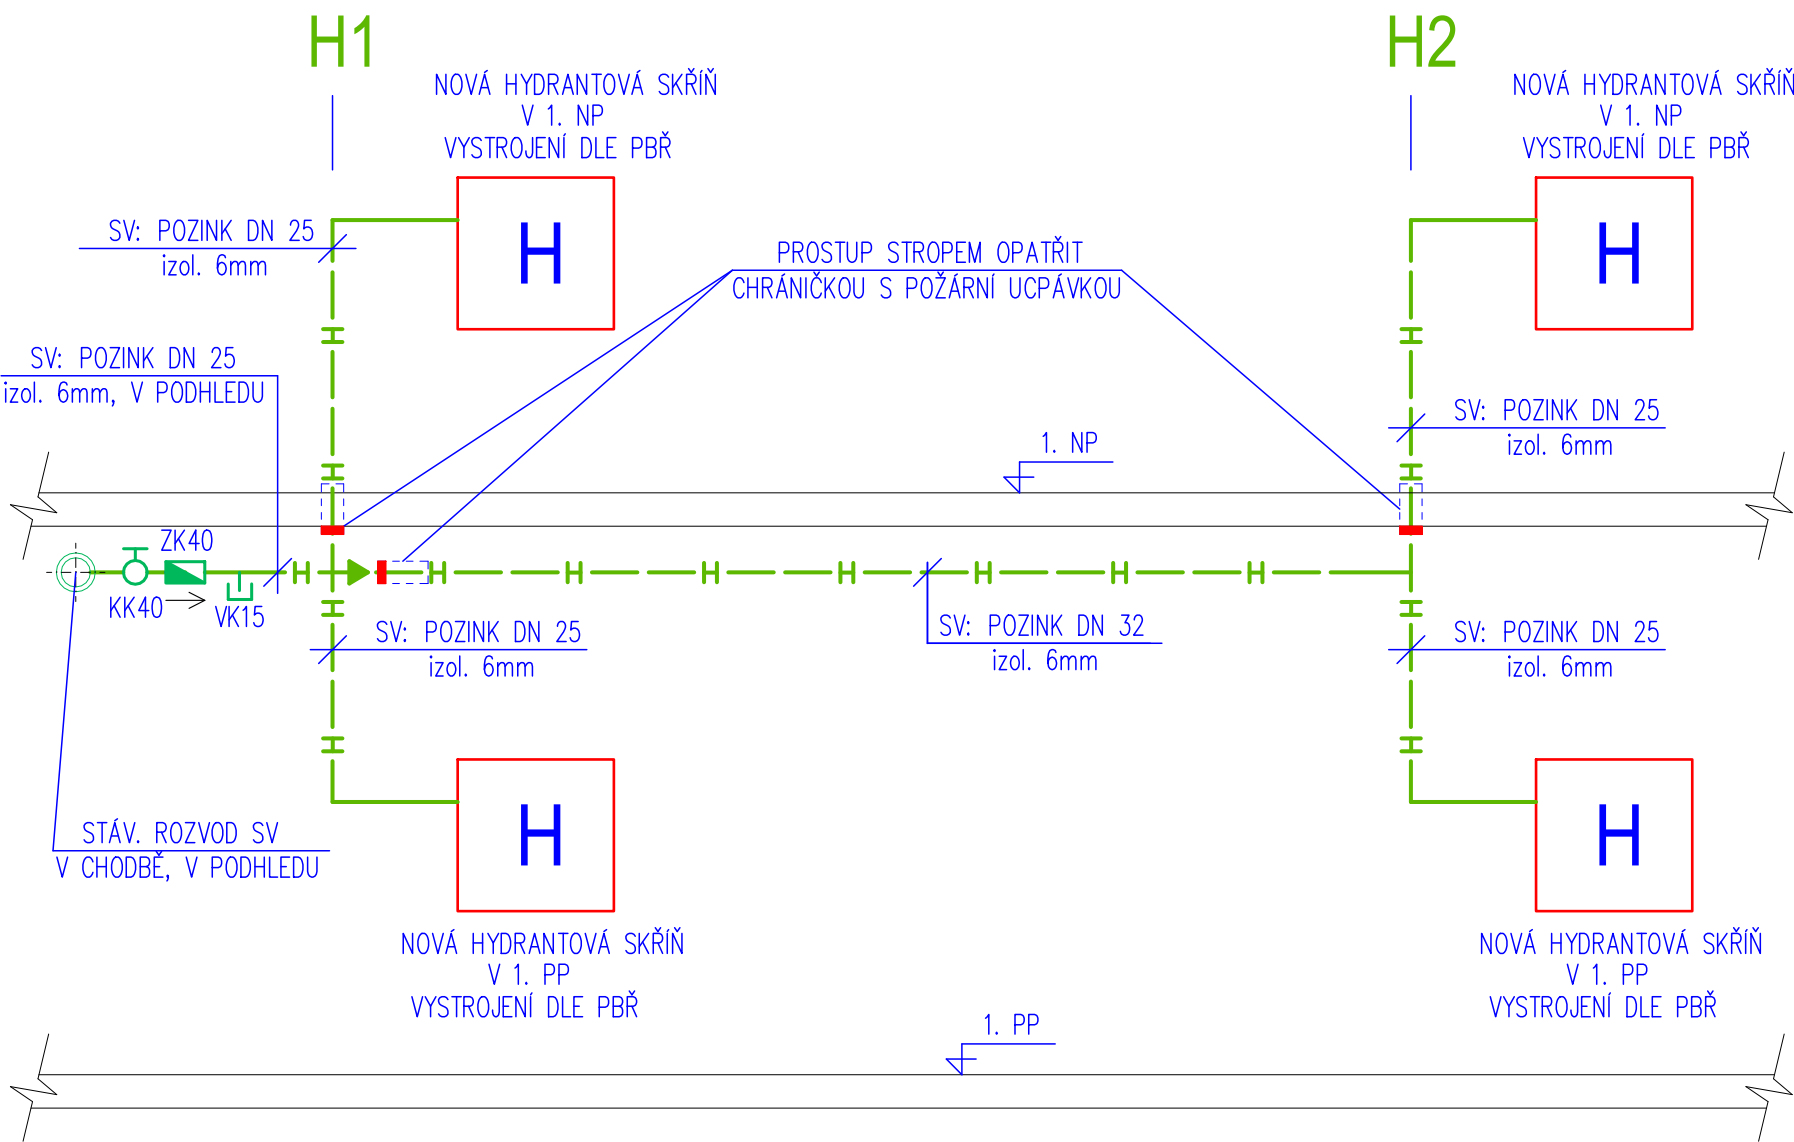 H1
H2
NOVÁ HYDRANTOVÁ SKŘÍŇ
V 1. NP
VYSTROJENÍ DLE PBŘ
NOVÁ HYDRANTOVÁ SKŘÍŇ
V 1. NP
VYSTROJENÍ DLE PBŘ
SV: POZINK DN 25
izol. 6mm
H
PROSTUP STROPEM OPATŘIT
CHRÁNIČKOU S POŽÁRNÍ UCPÁVKOU
H
SV: POZINK DN 25
izol. 6mm, V PODHLEDU
SV: POZINK DN 25
izol. 6mm
1. NP
ZK40
KK40
VK15
SV: POZINK DN 25
izol. 6mm
SV: POZINK DN 32
izol. 6mm
SV: POZINK DN 25
izol. 6mm
STÁV. ROZVOD SV
V CHODBĚ, V PODHLEDU
H
H
NOVÁ HYDRANTOVÁ SKŘÍŇ
V 1. PP
VYSTROJENÍ DLE PBŘ
NOVÁ HYDRANTOVÁ SKŘÍŇ
V 1. PP
VYSTROJENÍ DLE PBŘ
1. PP